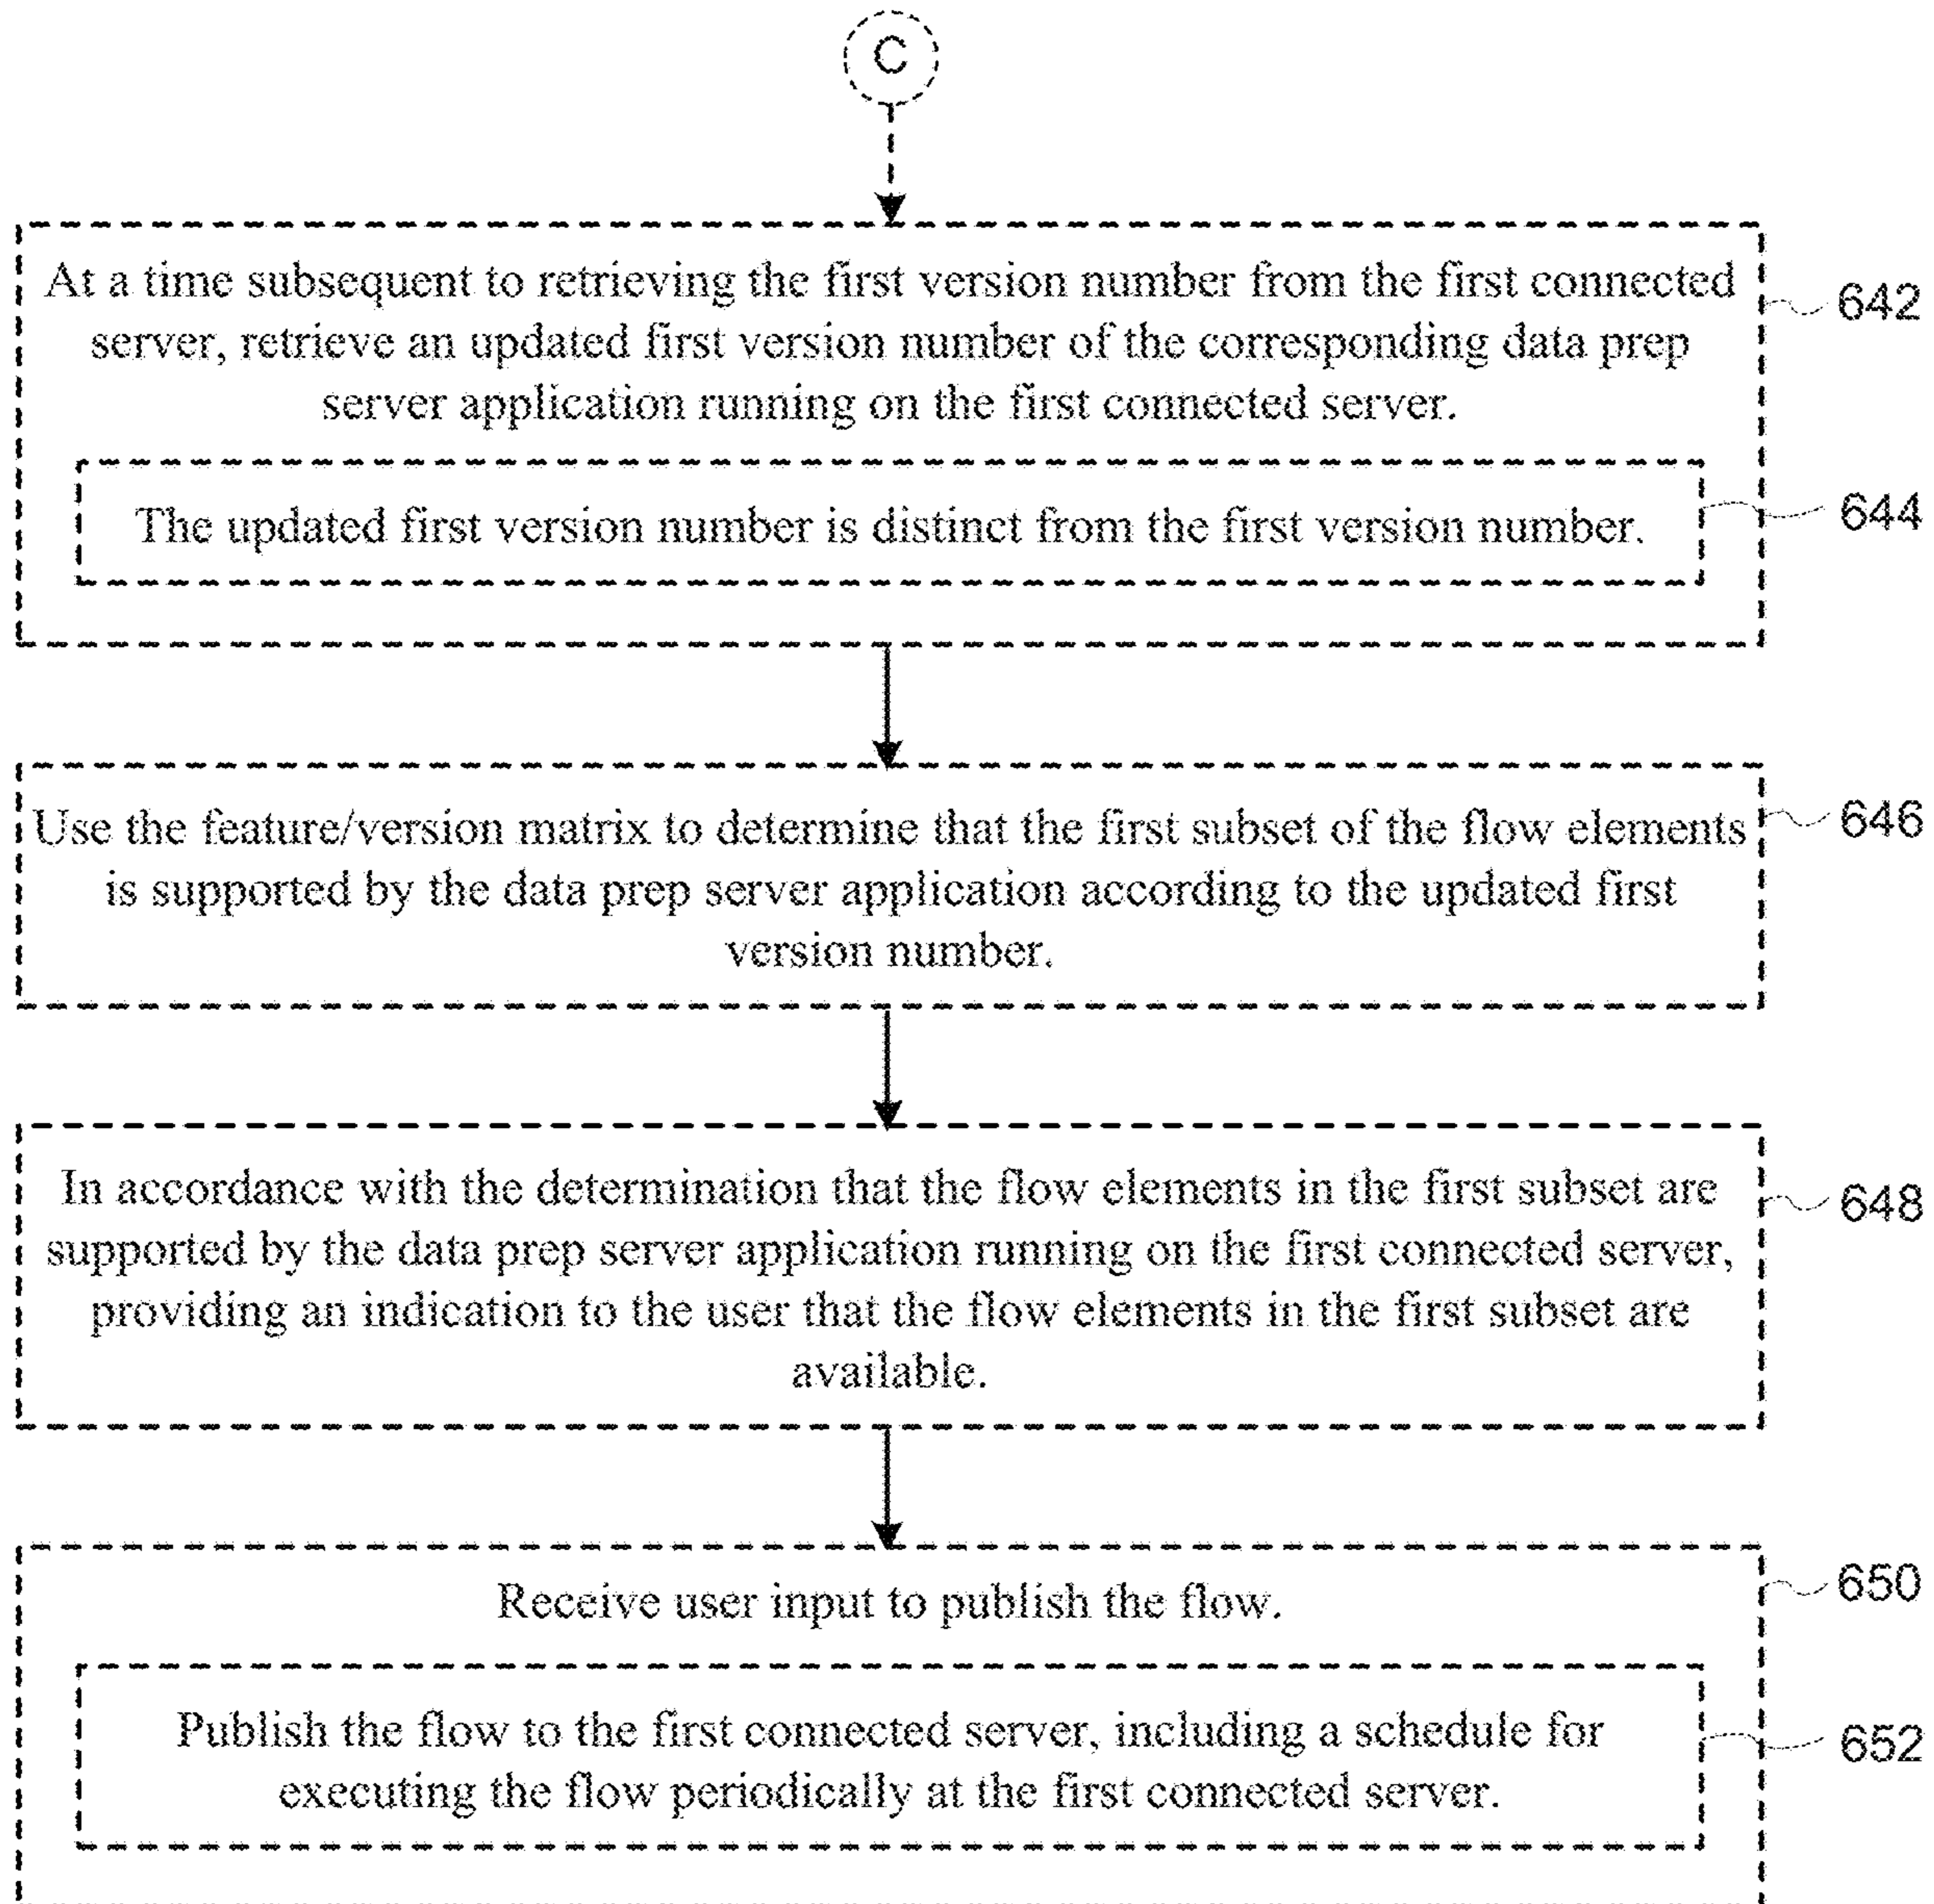 C
At a time subsequent to retrieving the first version number from the first connected
server, retrieve an updated first version number of the corresponding data prep
server application running on the first connected server.
642
The updated first version number is distinct from the first version number.
644
Use the feature/version matrix to determine that the first subset of the flow elements
is supported by the data prep server application according to the updated first
version number.
646
In accordance with the determination that the flow elements in the first subset are
supported by the data prep server application running on the first connected server,
providing an indication to the user that the flow elements in the first subset are
available.
648
Receive user input to publish the flow.
650
Publish the flow to the first connected server, including a schedule for
executing the flow periodically at the first connected server.
652